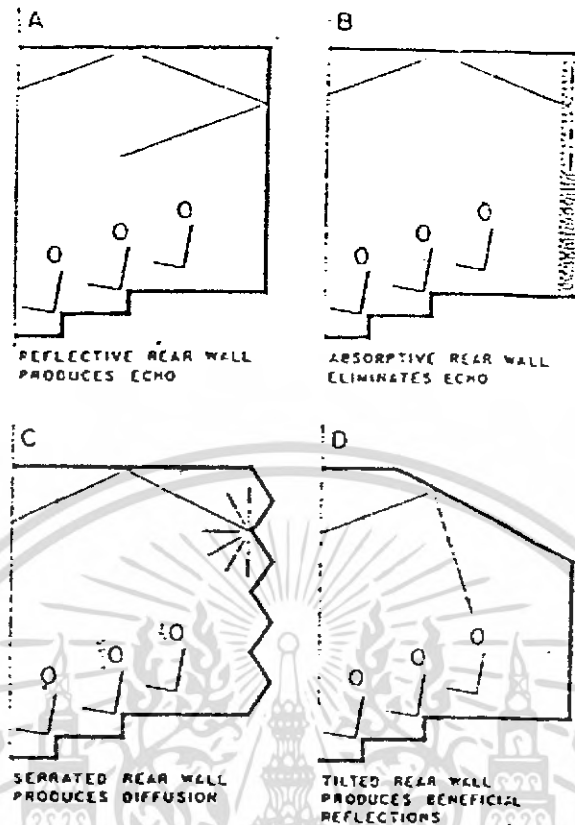 A
REFLECTIVE REAR WALL
PRODUCES ECHO
B
ABSORPTIVE REAR WALL
ELIMINATES ECHO
C
SERRATED REAR WALL
PRODUCES DIFFUSION
D
TILTED REAR WALL
PRODUCES BENEFICIAL
REFLECTIONS